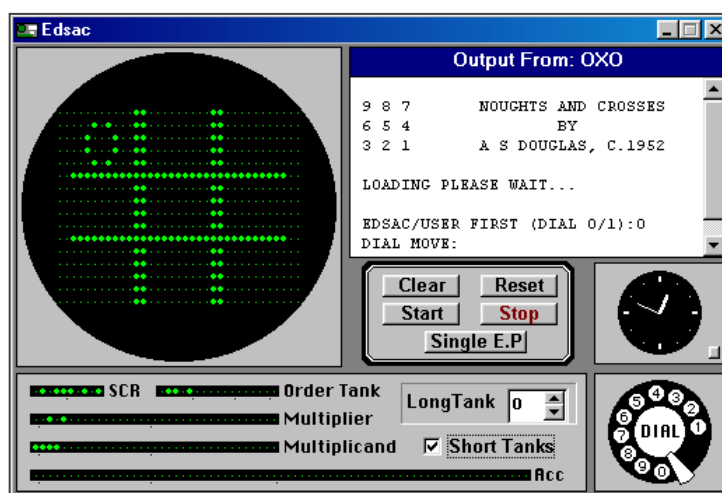 Edsac
Output From: OXO
9 8 7 NOUGHTS AND CROSSES
6 5 4 BY
3 2 1 A S DOUGLAS, C.1952
LOADING PLEASE WAIT...
EDSAC/USER FIRST (DIAL 0/1):0
DIAL MOVE:
Clear Reset
Start Stop
Single E.P
SCR Order Tank
Multiplier
Multiplicand
Acc
LongTank 0
Short Tanks
1 2 3 4 5 6 7 8 9 0
DIAL